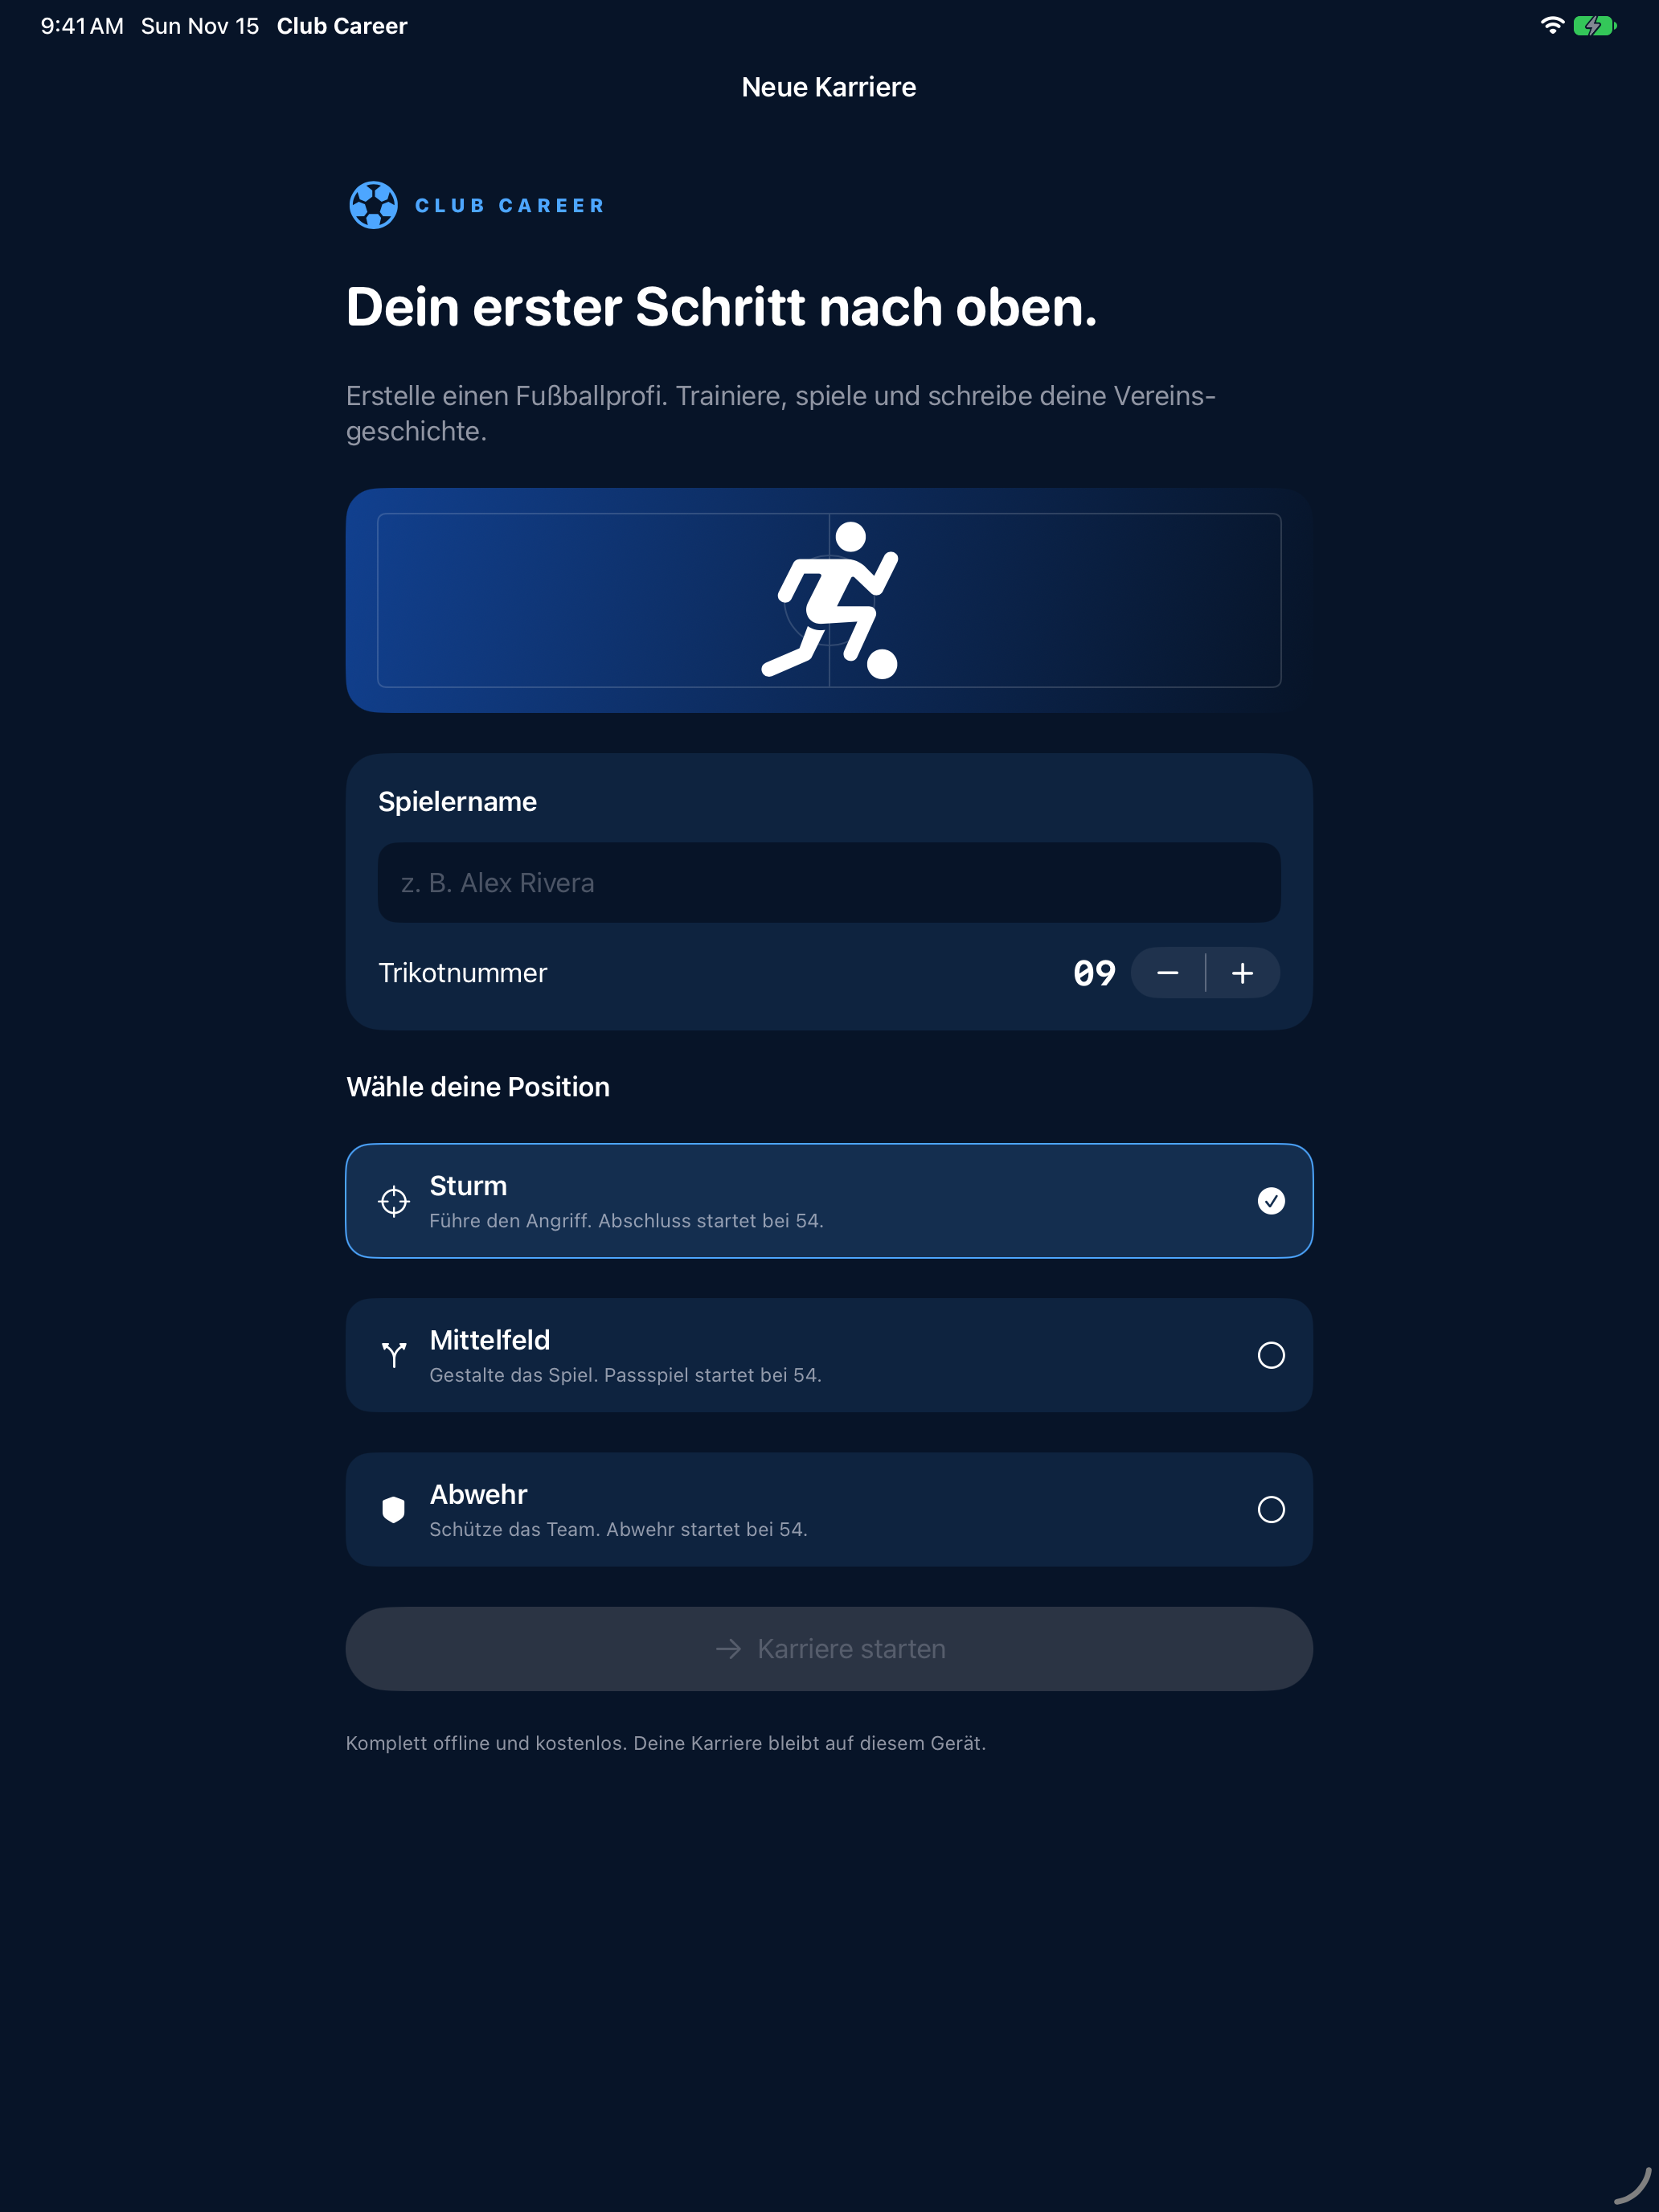 9:41 AM Sun Nov 15 Club Career
Neue Karriere
CLUB CAREER
Dein erster Schritt nach oben.
Erstelle einen Fußballprofi. Trainiere, spiele und schreibe deine Vereins-
geschichte.
Spielername
z. B. Alex Rivera
Trikotnummer 09
Wähle deine Position
Sturm
Führe den Angriff. Abschluss startet bei 54.
Mittelfeld
Gestalte das Spiel. Passspiel startet bei 54.
Abwehr
Schütze das Team. Abwehr startet bei 54.
Karriere starten
Komplett offline und kostenlos. Deine Karriere bleibt auf diesem Gerät.